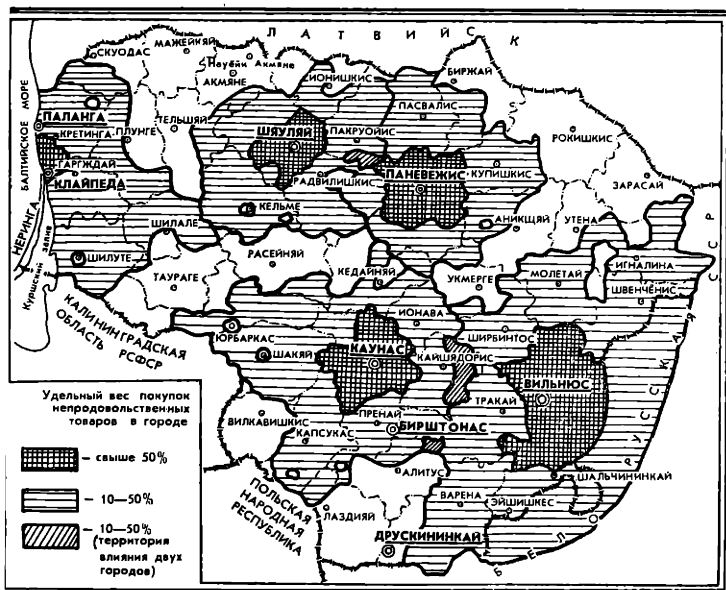 ЛАТВИЙСК
СКУОДАС
МАЖЕЙКЯЙ
Науёйи Акмяне
АКМЯНЕ
ИОНИШКИС
БИРЖАЙ
ПАСВАЛИС
БАЛТИЙСКОЕ МОРЕ
ПАЛАНГА
КРЕТИНГА
ПЛУНГЕ
ТЕЛЬШЯЙ
ШЯУЛЯЙ
ПАКРУОЙИС
РОКИШКИС
ГАРГЖДАЙ
КЛАЙПЕДА
РАДВИЛИШКИС
ПАНЕВЕЖИС
КУПИШКИС
ЗАРАСАЙ
КЕЛЬМЕ
АНИКЩЯЙ
УТЕНА
НЕРИНГА
ШИЛАЛЕ
Куршский залив
ШИЛУТЕ
РАСЕЙНЯЙ
ТАУРАГЕ
КЕДАЙНЯЙ
УКМЕРГЕ
МОЛЕТАЙ
ИГНАЛИНА
ШВЕНЧЁНИС
КАЛИНИНГРАДСКАЯ
ОБЛАСТЬ РСФСР
ИОНАВА
ШИРВИНТОС
ЮРБАРКАС
ШАКЯЙ
КАУНАС
КАЙШЯДОРИС
ВИЛЬНЮС
ТРАКАЙ
ВИЛКАВИШКИС
ПРЕНАЙ
БИРШТОНАС
КАПСУКАС
АЛИТУС
ШАЛЬЧИНИНКАЙ
ПОЛЬСКАЯ
НАРОДНАЯ
РЕСПУБЛИКА
ЛАЗДИЯЙ
ВАРЕНА
ЭЙШИШКЕС
ДРУСКИНИНКАЙ
БЕЛОРУССКАЯ ССР
Удельный вес покупок
непродовольственных
товаров в городе
– свыше 50%
– 10—50%
– 10—50%
(территория
влияния двух
городов)